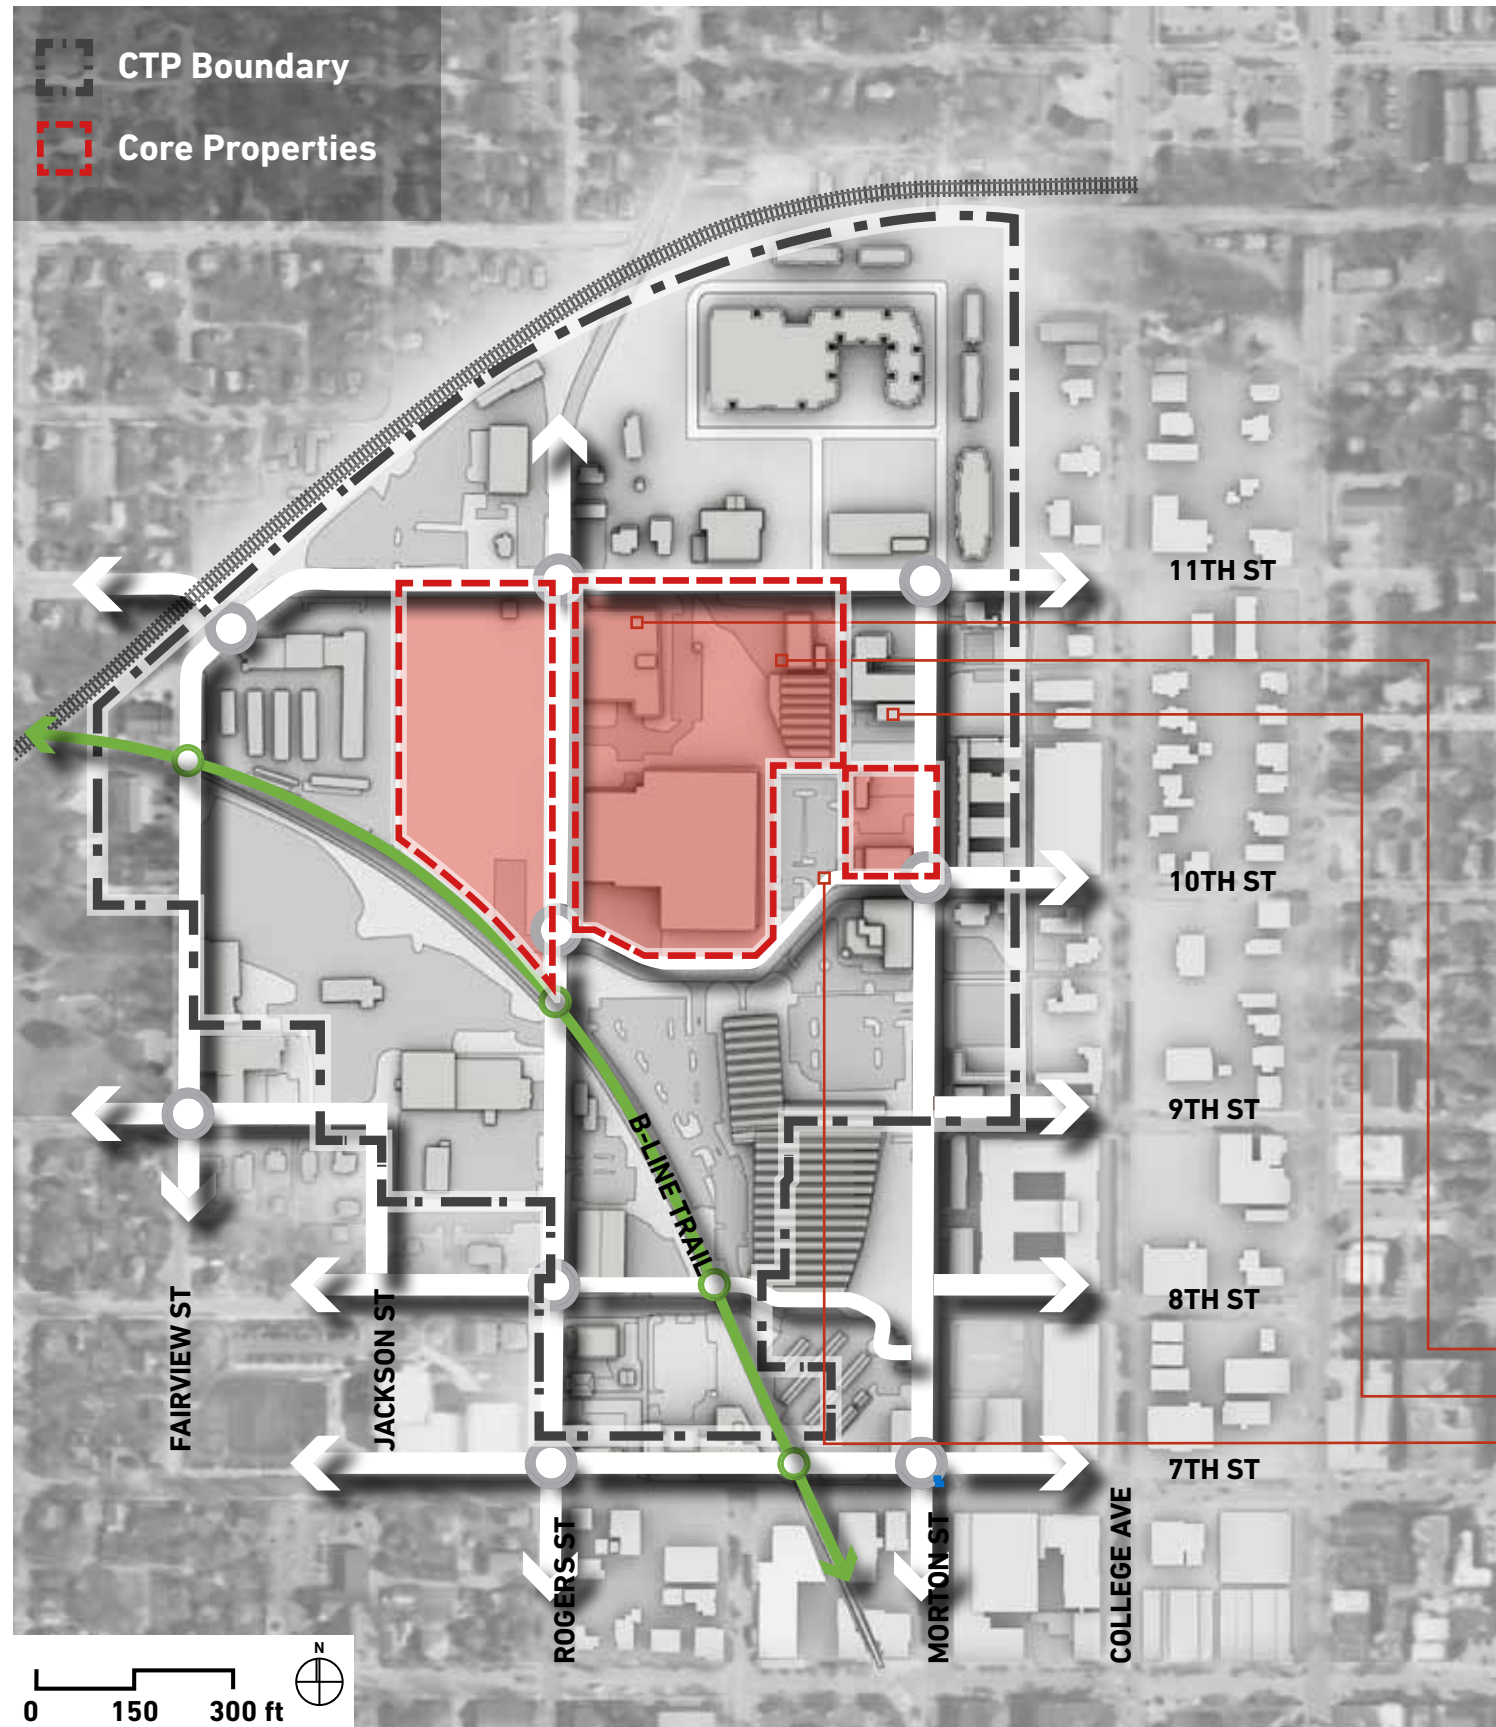 CTP Boundary
Core Properties
11TH ST
10TH ST
9TH ST
B-LINE TRAIL
8TH ST
FAIRVIEW ST
JACKSON ST
7TH ST
ROGERS ST
MORTON ST
COLLEGE AVE
N
0 150 300 ft